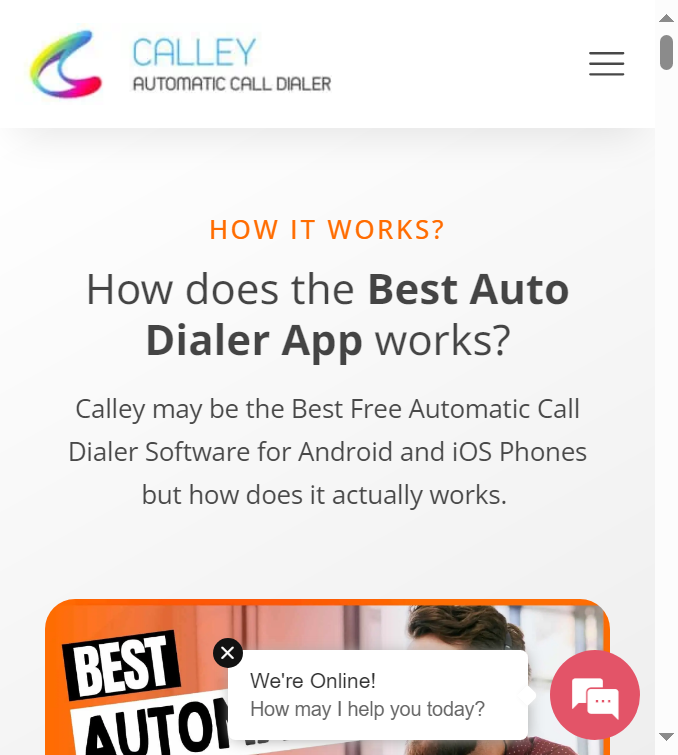 CALLEY
AUTOMATIC CALL DIALER
HOW IT WORKS?
How does the Best Auto
Dialer App works?
Calley may be the Best Free Automatic Call
Dialer Software for Android and iOS Phones
but how does it actually works.
BEST
We're Online!
How may I help you today?